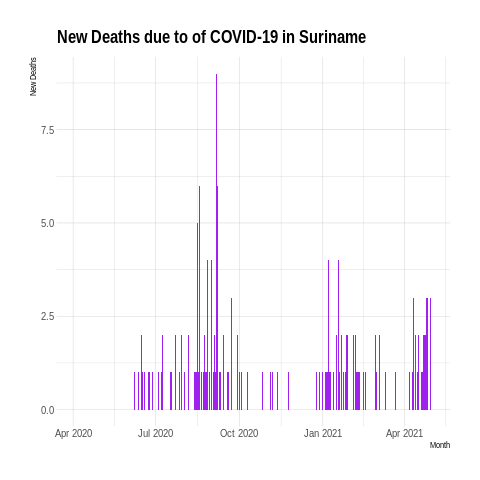 New Deaths due to of COVID-19 in Suriname
New Deaths
7.5
5.0
2.5
0.0
Apr 2020 Jul 2020 Oct 2020 Jan 2021 Apr 2021
Month